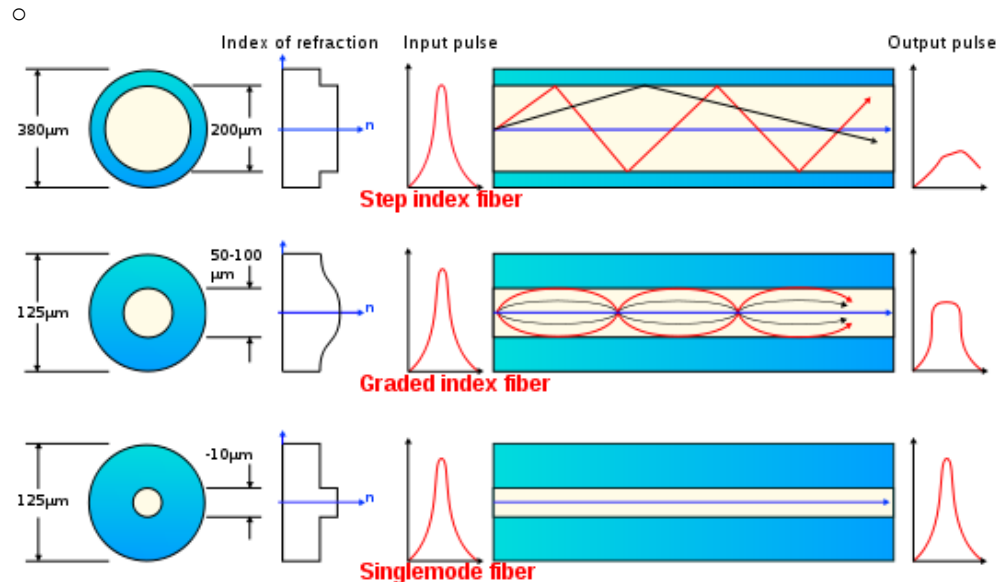 Index of refraction Input pulse Output pulse
380μm 200μm n
Step index fiber
50-100
μm
125μm n
Graded index fiber
-10μm
125μm n
Singlemode fiber